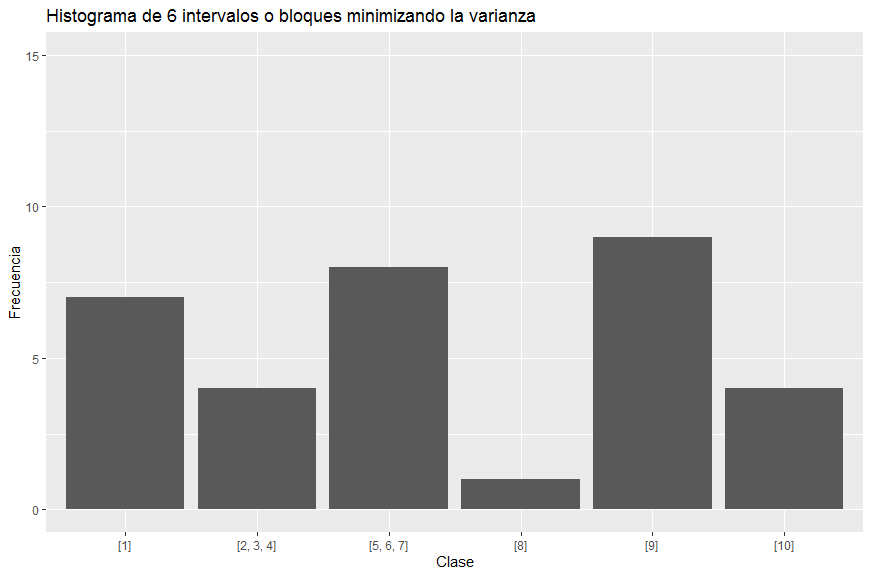 Histograma de 6 intervalos o bloques minimizando la varianza
15
10
5
0
Frecuencia
[1] [2, 3, 4] [5, 6, 7] [8] [9] [10]
Clase